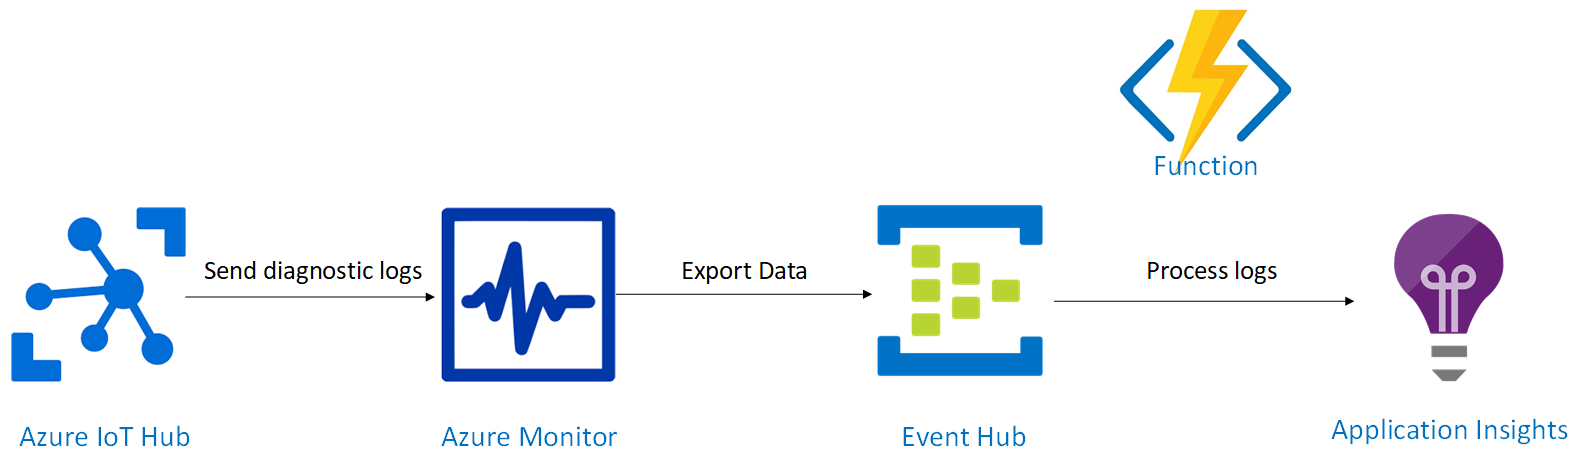 Function
Send diagnostic logs
Export Data
Process logs
Azure IoT Hub
Azure Monitor
Event Hub
Application Insights